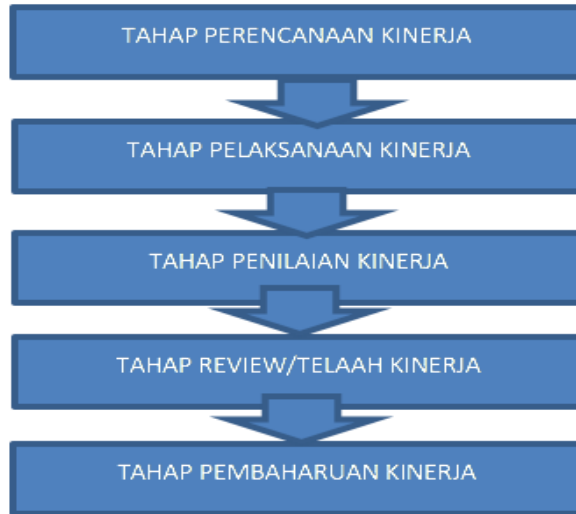 TAHAP PERENCANAAN KINERJA
TAHAP PELAKSANAAN KINERJA
TAHAP PENILAIAN KINERJA
TAHAP REVIEW/TELAAH KINERJA
TAHAP PEMBAHARUAN KINERJA